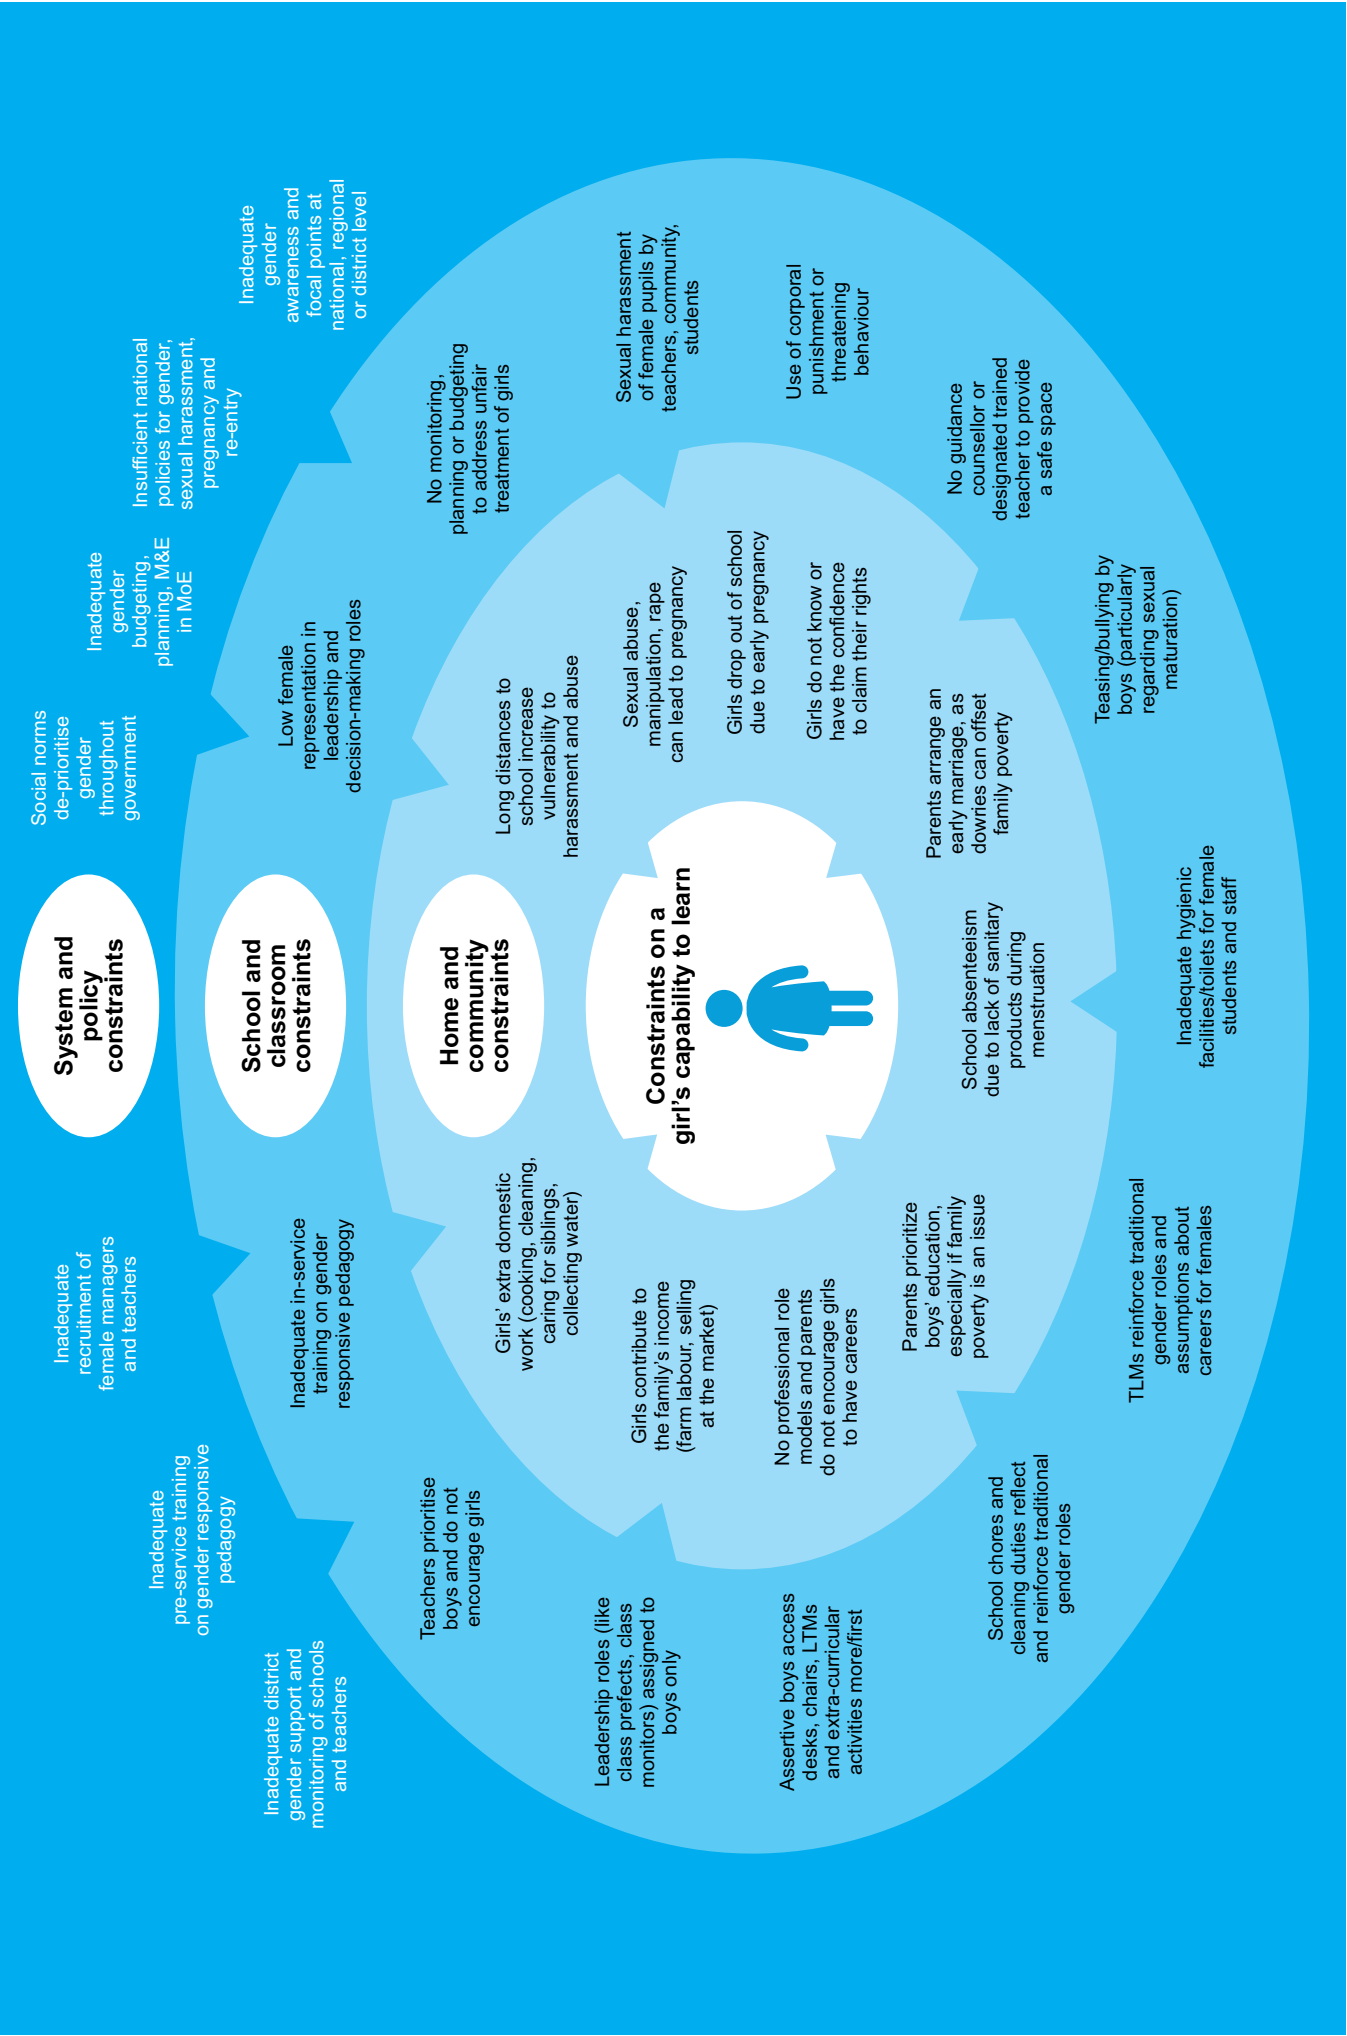 System and
policy
constraints
Inadequate district
gender support and
monitoring of schools
and teachers
Inadequate
pre-service training
on gender responsive
pedagogy
Inadequate
recruitment of
female managers
and teachers
Social norms
de-prioritise
gender
throughout
government
Inadequate
gender
budgeting,
planning, M&E
in MoE
Insufficient national
policies for gender,
sexual harassment,
pregnancy and
re-entry
Inadequate
gender
awareness and
focal points at
national, regional
or district level
School and
classroom
constraints
Inadequate in-service
training on gender
responsive pedagogy
Low female
representation in
leadership and
decision-making roles
Teachers prioritise
boys and do not
encourage girls
No monitoring,
planning or budgeting
to address unfair
treatment of girls
Leadership roles (like
class prefects, class
monitors) assigned to
boys only
Sexual harassment
of female pupils by
teachers, community,
students
Assertive boys access
desks, chairs, LTMs
and extra-curricular
activities more/first
Use of corporal
punishment or
threatening
behaviour
School chores and
cleaning duties reflect
and reinforce traditional
gender roles
No guidance
counsellor or
designated trained
teacher to provide
a safe space
TLMs reinforce traditional
gender roles and
assumptions about
careers for females
Inadequate hygienic
facilities/toilets for female
students and staff
Teasing/bullying by
boys (particularly
regarding sexual
maturation)
Home and
community
constraints
Girls’ extra domestic
work (cooking, cleaning,
caring for siblings,
collecting water)
Long distances to
school increase
vulnerability to
harassment and abuse
Girls contribute to
the family’s income
(farm labour, selling
at the market)
Sexual abuse,
manipulation, rape
can lead to pregnancy
Girls drop out of school
due to early pregnancy
No professional role
models and parents
do not encourage girls
to have careers
Girls do not know or
have the confidence
to claim their rights
Parents prioritize
boys’ education,
especially if family
poverty is an issue
School absenteeism
due to lack of sanitary
products during
menstruation
Parents arrange an
early marriage, as
dowries can offset
family poverty
Constraints on a
girl’s capability to learn